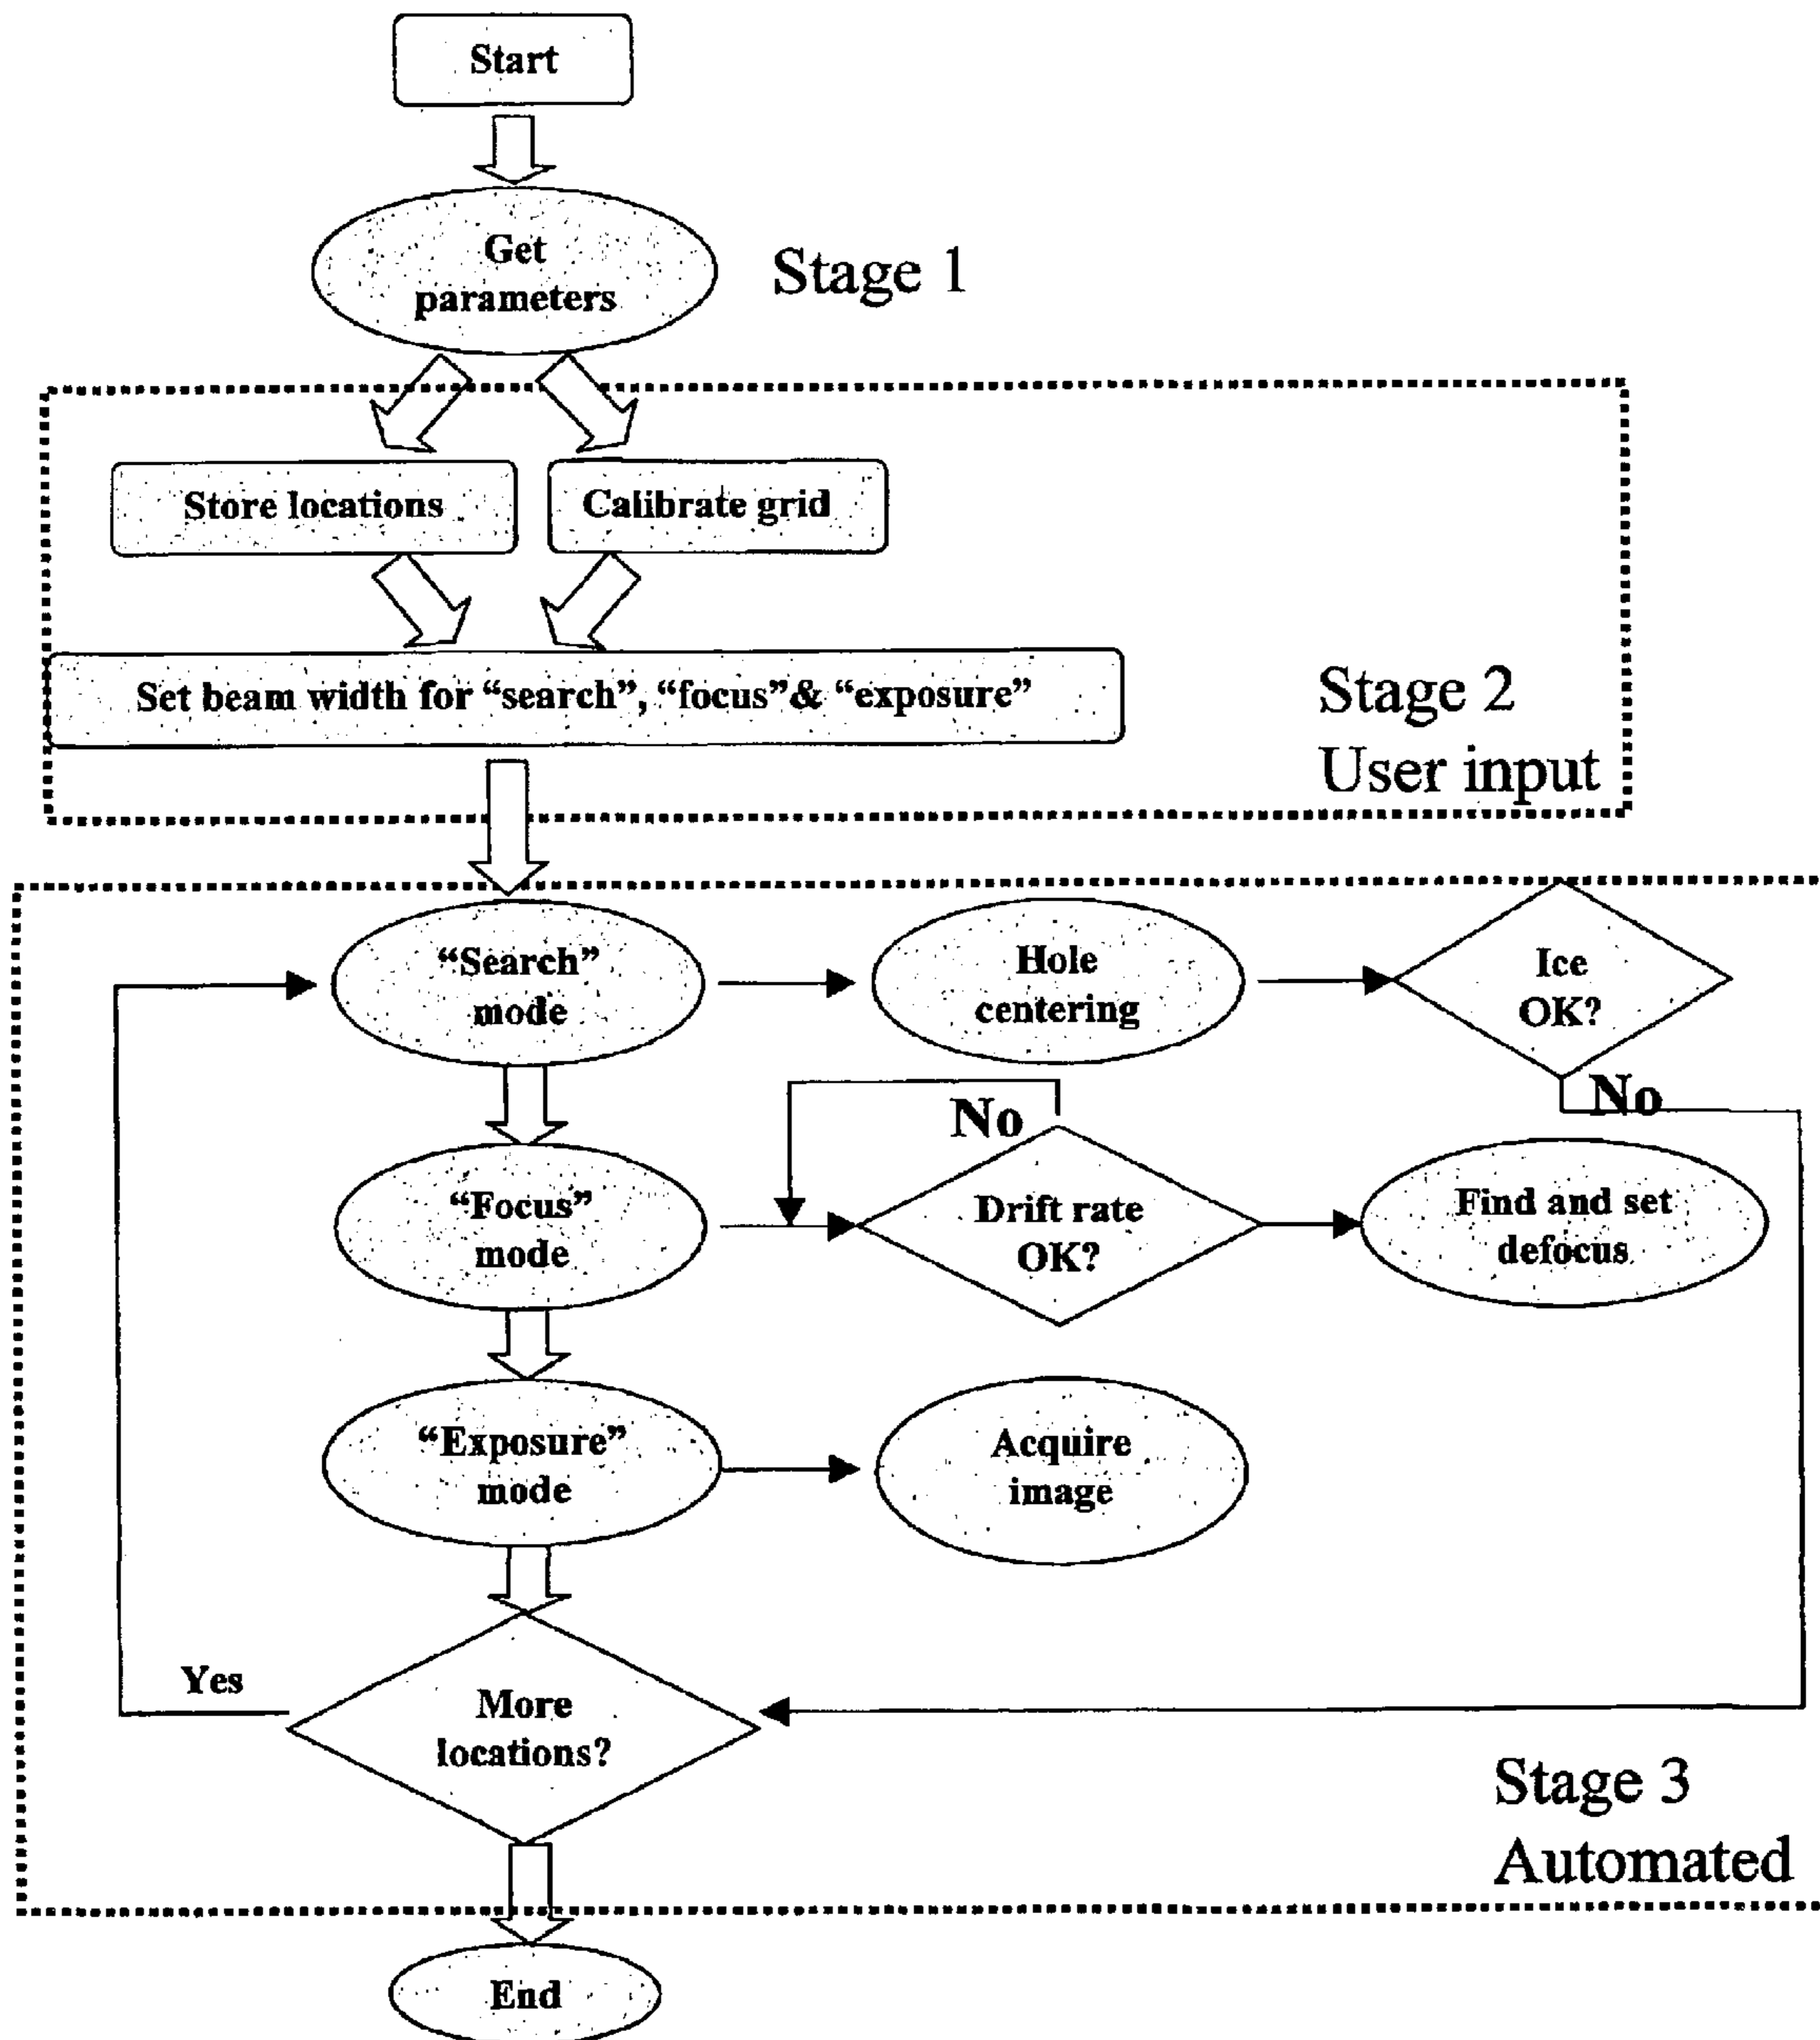 Start
Get
parameters
Stage 1
Store locations
Calibrate grid
Set beam width for “search”, “focus”& “exposure”
Stage 2
User input
“Search”
mode
Hole
centering
Ice
OK?
No
No
“Focus”
mode
Drift rate
OK?
Find and set
defocus
“Exposure”
mode
Acquire
image
Yes
More
locations?
Stage 3
Automated
End